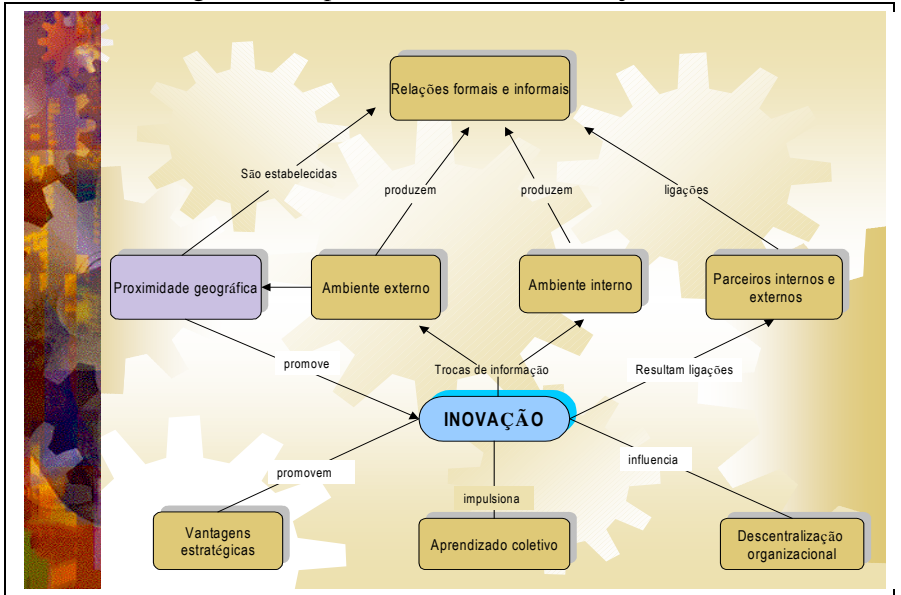 Relações formais e informais
São estabelecidas
produzem
produzem
ligações
Proximidade geográfica
Ambiente externo
Ambiente interno
Parceiros internos e
externos
promove
Trocas de informação
Resultam ligações
INOVAÇÃO
promovem
influencia
impulsiona
Vantagens
estratégicas
Aprendizado coletivo
Descentralização
organizacional